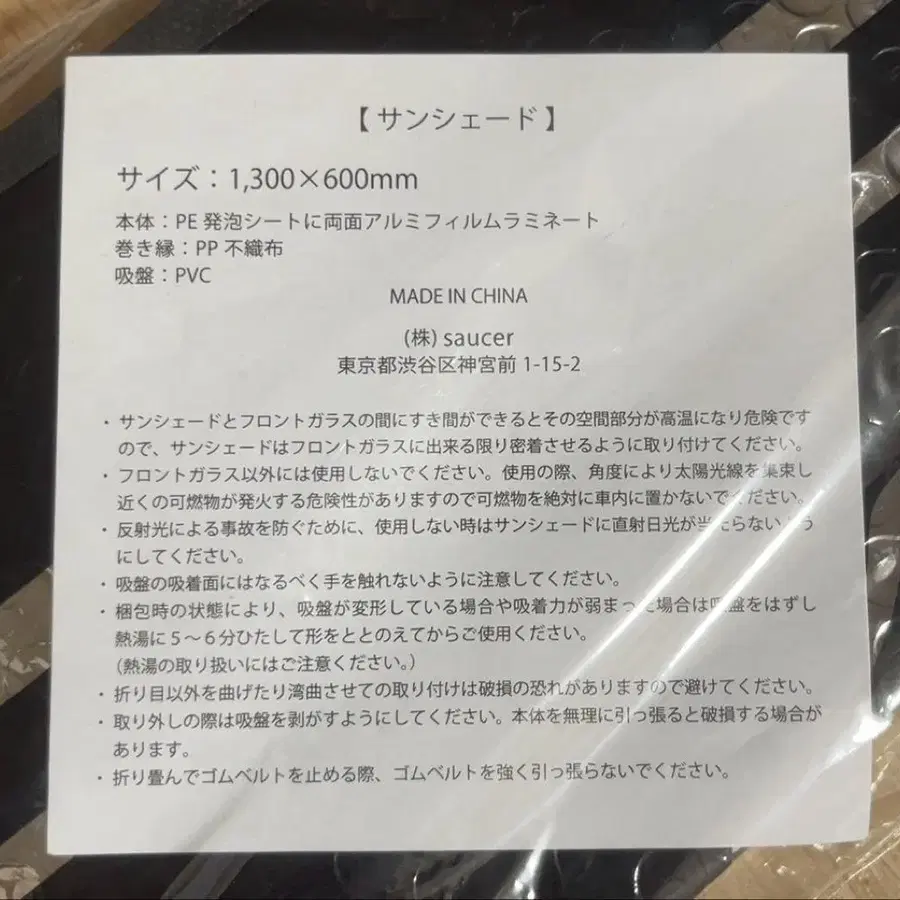 【 サンシェード 】
サイズ：1,300×600mm
本体：PE 発泡シートに両面アルミフィルムラミネート
巻き縁：PP 不織布
吸盤：PVC
MADE IN CHINA
(株) saucer
東京都渋谷区神宮前 1-15-2
・サンシェードとフロントガラスの間にすき間ができるとその空間部分が高温になり危険です
ので、サンシェードはフロントガラスに出来る限り密着させるように取り付けてください。
・フロントガラス以外には使用しないでください。使用の際、角度により太陽光線を集束し
近くの可燃物が発火する危険性がありますので可燃物を絶対に車内に置かないでください。
・反射光による事故を防ぐために、使用しない時はサンシェードに直射日光が当たらないよう
にしてください。
・吸盤の吸着面にはなるべく手を触れないように注意してください。
・梱包時の状態により、吸盤が変形している場合や吸着力が弱まった場合は吸盤をはずし
熱湯に５～６分ひたして形をととのえてからご使用ください。
（熱湯の取り扱いにはご注意ください。）
・折り目以外を曲げたり湾曲させての取り付けは破損の恐れがありますので避けてください。
・取り外しの際は吸盤を剥がすようにしてください。本体を無理に引っ張ると破損する場合が
あります。
・折り畳んでゴムベルトを止める際、ゴムベルトを強く引っ張らないでください。